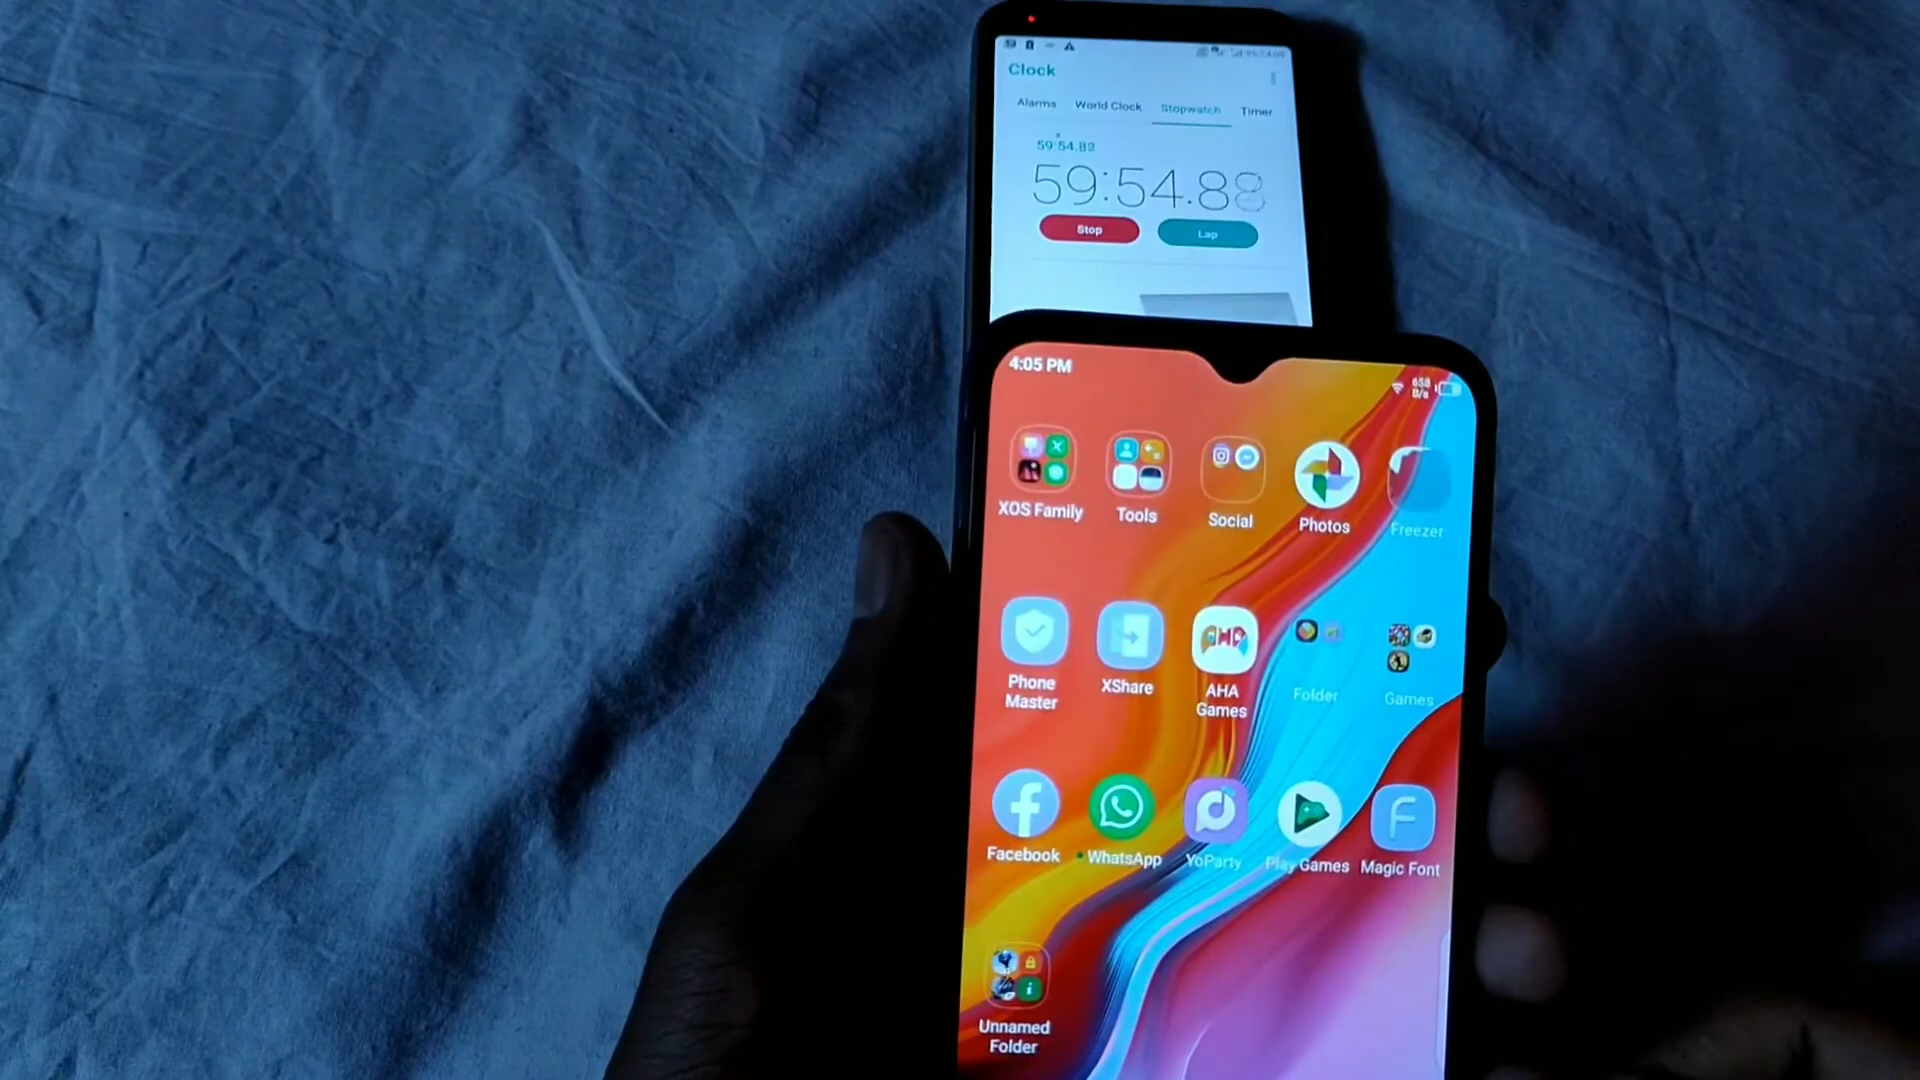 Clock
Alarms World Clock Stopwatch Timer
59:54.82
59:54.88
Stop Lap
4:05 PM
658 B/s
XOS Family Tools Social Photos Freezer
Phone Master XShare AHA Games Folder Games
Facebook WhatsApp YoParty Play Games Magic Font
Unnamed Folder